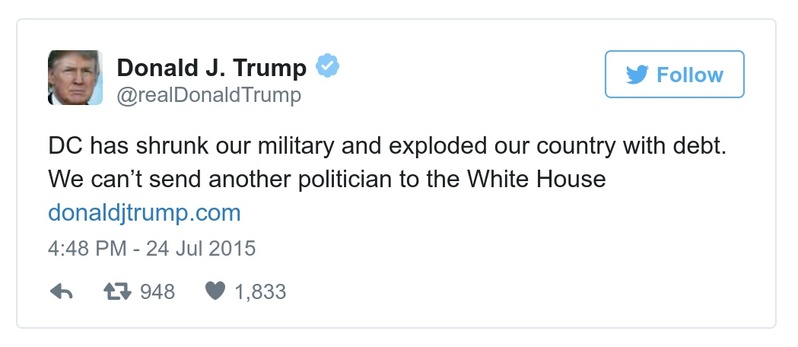 Donald J. Trump
@realDonaldTrump
Follow
DC has shrunk our military and exploded our country with debt.
We can’t send another politician to the White House
donaldjtrump.com
4:48 PM - 24 Jul 2015
948 1,833